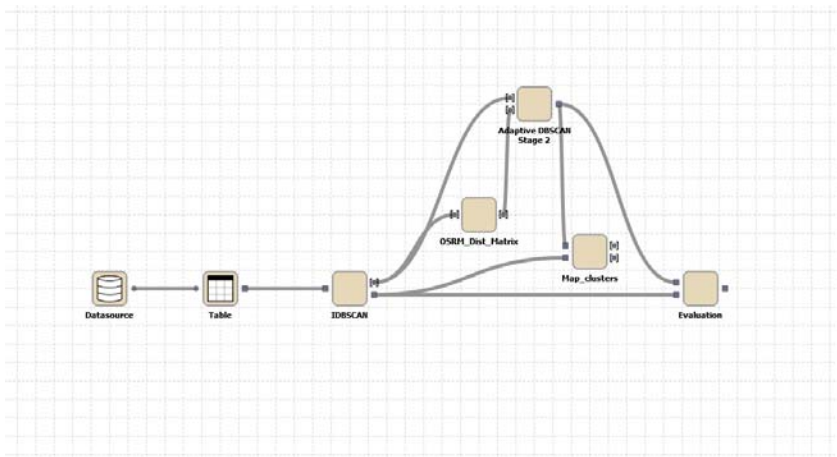 Adaptive DBSCAN
Stage 2
OSRM_Dist_Matrix
Map_clusters
Datasource
Table
IDBSCAN
Evaluation